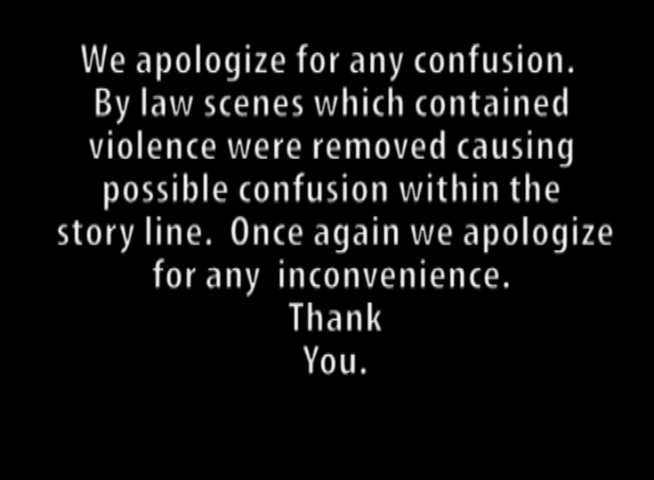 We apologize for any confusion.
By law scenes which contained
violence were removed causing
possible confusion within the
story line.  Once again we apologize
for any  inconvenience.
Thank
You.